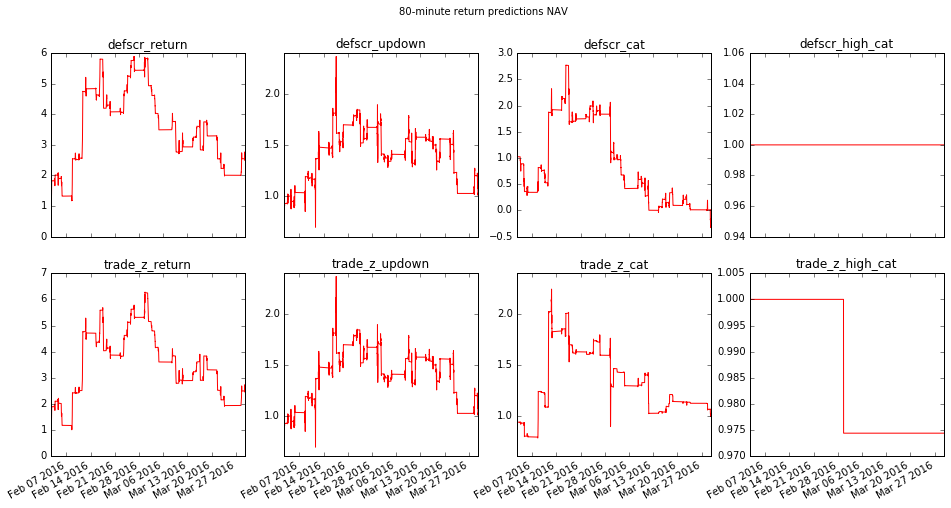 80-minute return predictions NAV
defscr_return
defscr_updown
defscr_cat
defscr_high_cat
6
5
4
3
2
1
0
2.0
1.5
1.0
3.0
2.5
2.0
1.5
1.0
0.5
0.0
−0.5
1.06
1.04
1.02
1.00
0.98
0.96
0.94
trade_z_return
trade_z_updown
trade_z_cat
trade_z_high_cat
7
6
5
4
3
2
1
0
2.0
1.5
1.0
2.0
1.5
1.0
1.005
1.000
0.995
0.990
0.985
0.980
0.975
0.970
Feb 07 2016
Feb 14 2016
Feb 21 2016
Feb 28 2016
Mar 06 2016
Mar 13 2016
Mar 20 2016
Mar 27 2016
Feb 07 2016
Feb 14 2016
Feb 21 2016
Feb 28 2016
Mar 06 2016
Mar 13 2016
Mar 20 2016
Mar 27 2016
Feb 07 2016
Feb 14 2016
Feb 21 2016
Feb 28 2016
Mar 06 2016
Mar 13 2016
Mar 20 2016
Mar 27 2016
Feb 07 2016
Feb 14 2016
Feb 21 2016
Feb 28 2016
Mar 06 2016
Mar 13 2016
Mar 20 2016
Mar 27 2016